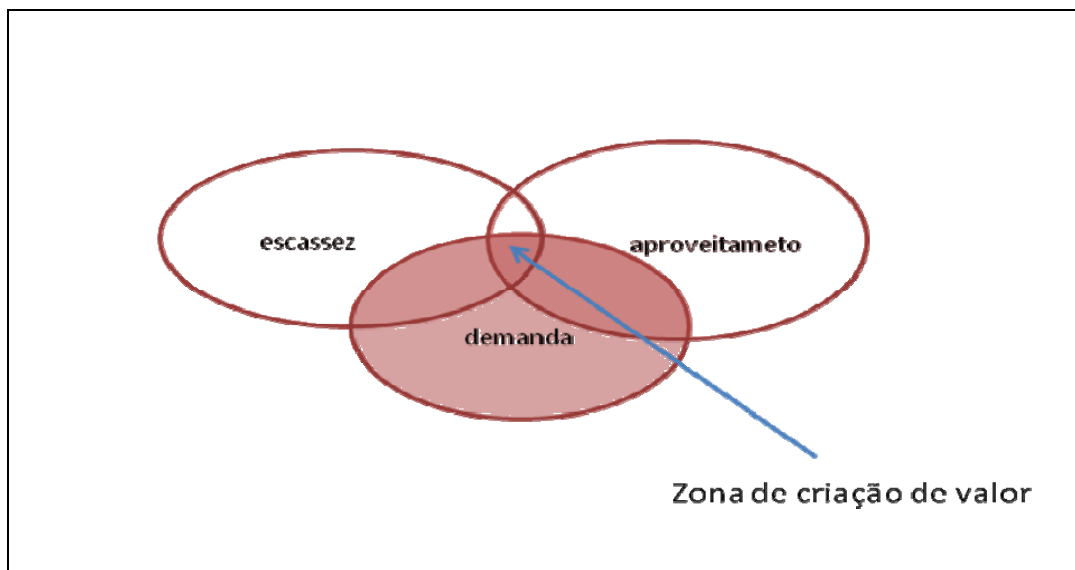 escassez
aproveitameto
demanda
Zona de criação de valor